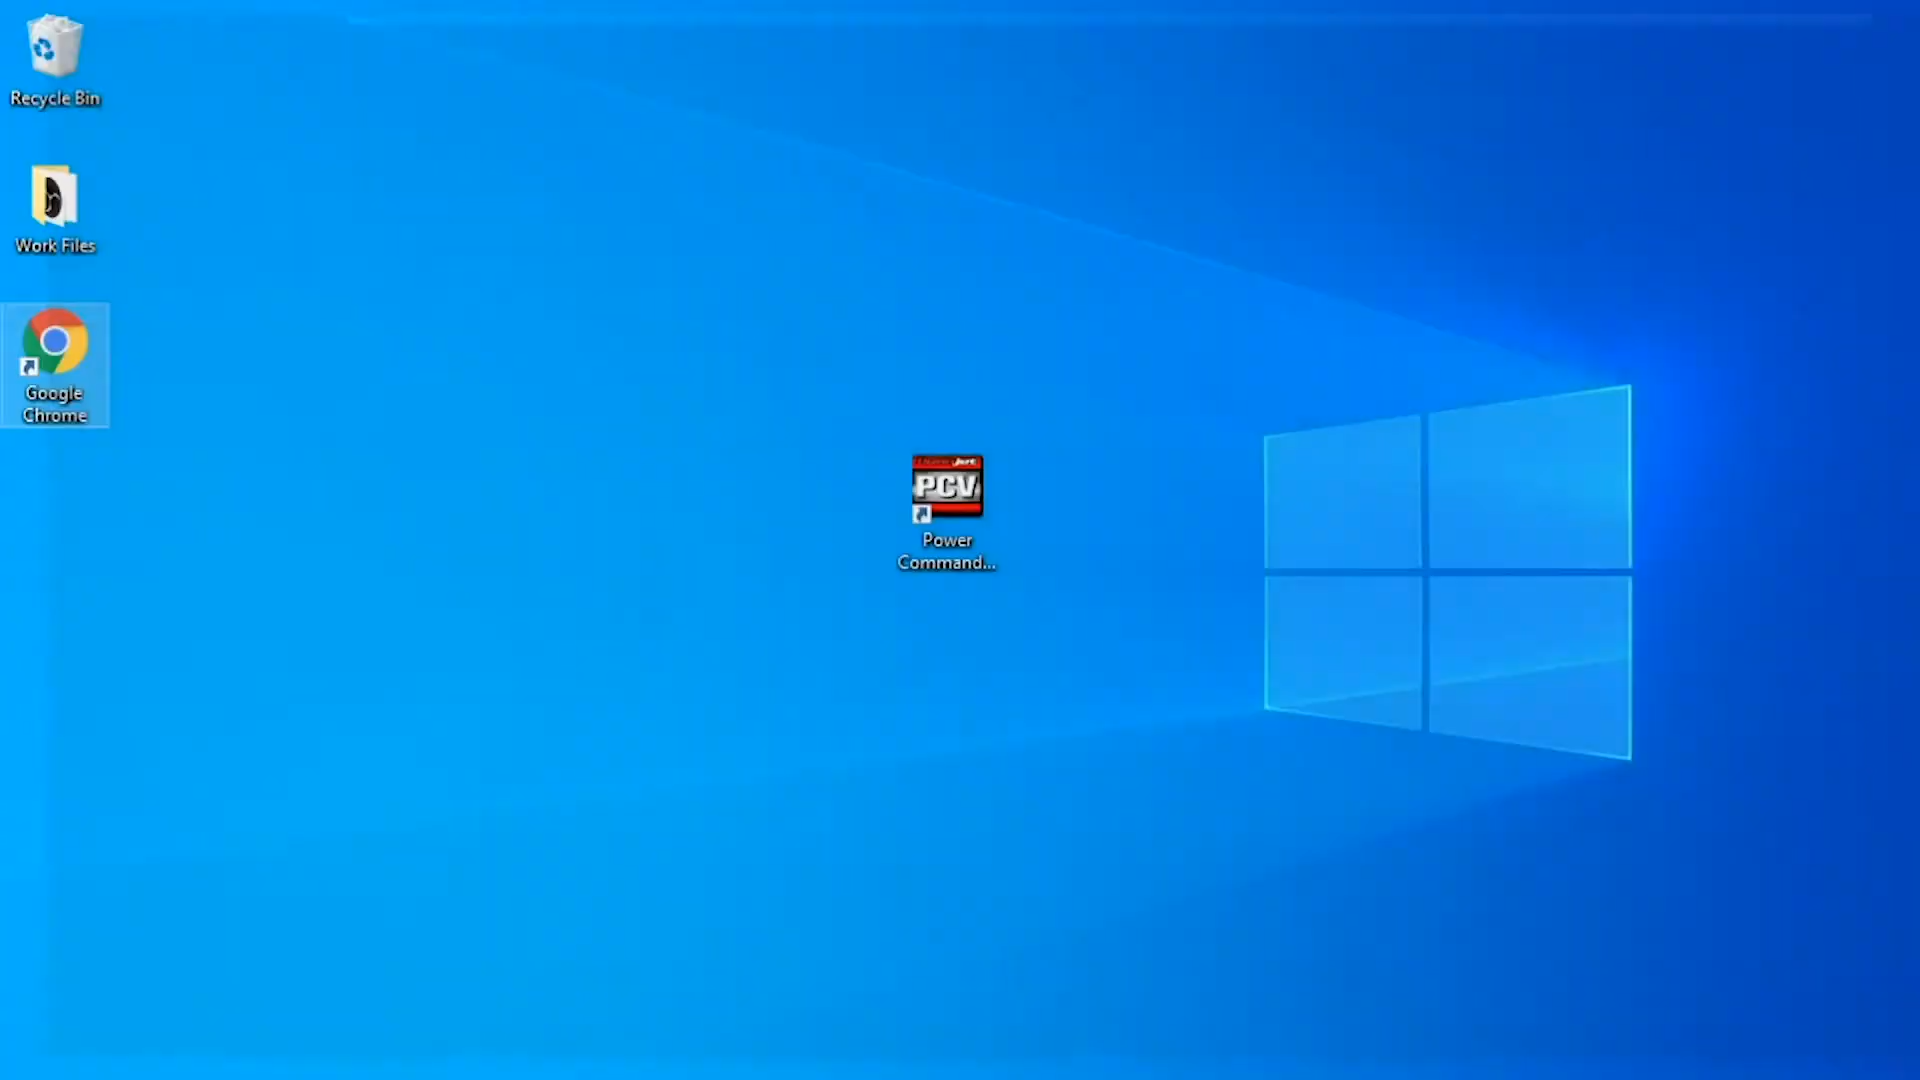 Recycle Bin
Work Files
Google
Chrome
PCV
Power
Command...